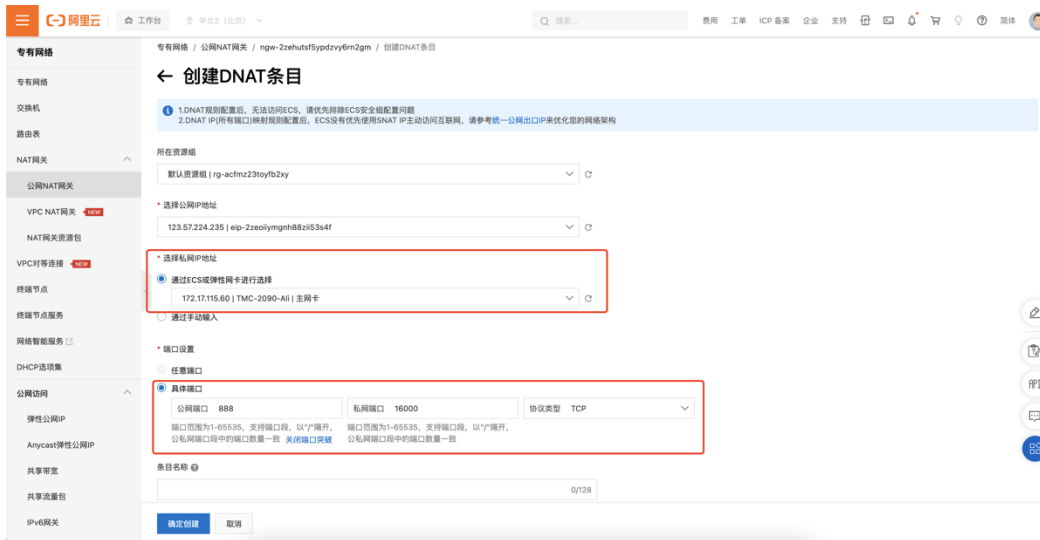 阿里云 工作台 华北2（北京） 搜索... 费用 工单 ICP 备案 企业 支持 简体
专有网络
专有网络
交换机
路由表
NAT网关
公网NAT网关
VPC NAT网关 NEW
NAT网关资源包
VPC对等连接 NEW
终端节点
终端节点服务
网络智能服务
DHCP选项集
公网访问
弹性公网IP
Anycast弹性公网IP
共享带宽
共享流量包
IPv6网关
专有网络 / 公网NAT网关 / ngw-2zehutsf5ypdzvy6rn2gm / 创建DNAT条目
← 创建DNAT条目
1.DNAT规则配置后，无法访问ECS，请优先排除ECS安全组配置问题
2.DNAT IP(所有端口)映射规则配置后，ECS没有优先使用SNAT IP主动访问互联网，请参考统一公网出口IP来优化您的网络架构
所在资源组
默认资源组 | rg-acfmz23toyfb2xy
* 选择公网IP地址
123.57.224.235 | eip-2zeoiiymgnh88zii53s4f
* 选择私网IP地址
通过ECS或弹性网卡进行选择
172.17.115.60 | TMC-2090-Ali | 主网卡
通过手动输入
* 端口设置
任意端口
具体端口
公网端口 888 私网端口 16000 协议类型 TCP
端口范围为1-65535，支持端口段，以"/"隔开， 端口范围为1-65535，支持端口段，以"/"隔开，
公私网端口段中的端口数量一致 关闭端口突破 公私网端口段中的端口数量一致
条目名称
0/128
确定创建 取消
API